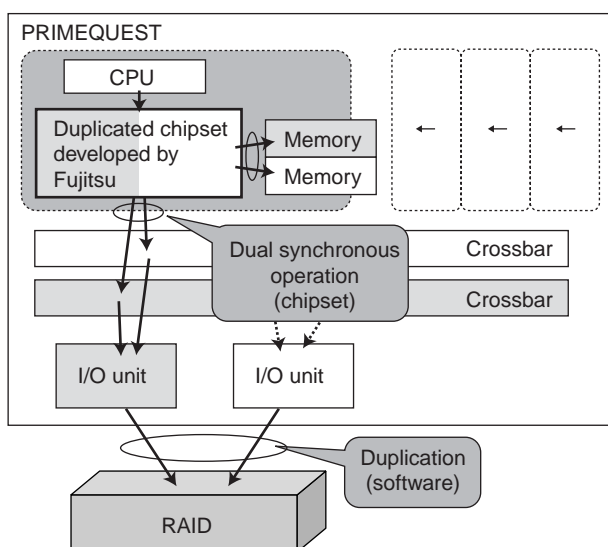 PRIMEQUEST
CPU
Duplicated chipset
developed by
Fujitsu
Memory
Memory
Dual synchronous
operation
(chipset)
Crossbar
Crossbar
I/O unit
I/O unit
Duplication
(software)
RAID